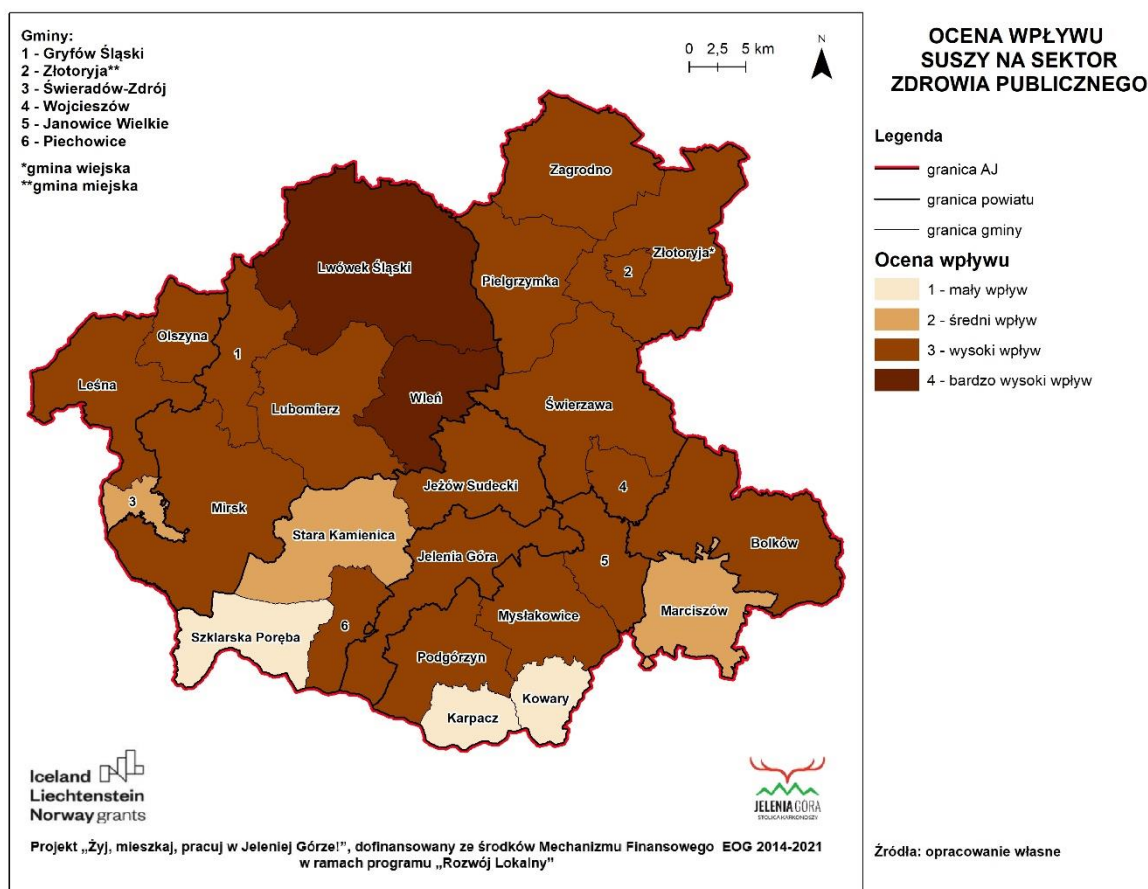 Gminy:
1 - Gryfów Śląski
2 - Złotoryja**
3 - Świeradów-Zdrój
4 - Wojcieszów
5 - Janowice Wielkie
6 - Piechowice
*gmina wiejska
**gmina miejska
0 2,5 5 km
N
OCENA WPŁYWU
SUSZY NA SEKTOR
ZDROWIA PUBLICZNEGO
Legenda
granica AJ
granica powiatu
granica gminy
Ocena wpływu
1 - mały wpływ
2 - średni wpływ
3 - wysoki wpływ
4 - bardzo wysoki wpływ
Zagrodno
Złotoryja*
2
Pielgrzymka
Lwówek Śląski
Olszyna
1
Leśna
Lubomierz
Wleń
Świerzawa
4
Jeżów Sudecki
3
Mirsk
Stara Kamienica
Jelenia Góra
5
Bolków
Marciszów
Mysłakowice
Szklarska Poręba
6
Podgórzyn
Kowary
Karpacz
Iceland
Liechtenstein
Norway grants
JELENIA GÓRA
STOLICA KARKONOSZY
Projekt „Żyj, mieszkaj, pracuj w Jeleniej Górze!”, dofinansowany ze środków Mechanizmu Finansowego EOG 2014-2021
w ramach programu „Rozwój Lokalny”
Źródła: opracowanie własne